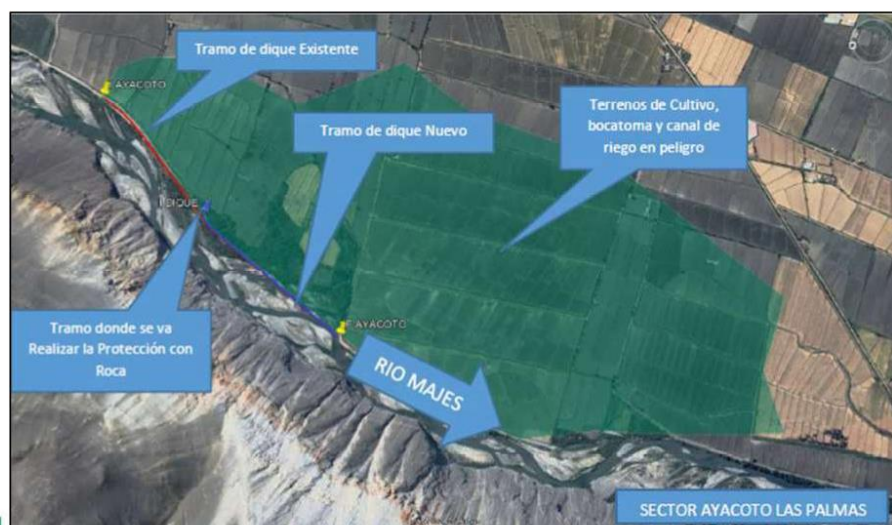 Tramo de dique Existente
AYACOTO
Terrenos de Cultivo,
bocatoma y canal de
riego en peligro
Tramo de dique Nuevo
I DIQUE
F AYACOTO
Tramo donde se va
Realizar la Protección con
Roca
RIO MAJES
SECTOR AYACOTO LAS PALMAS